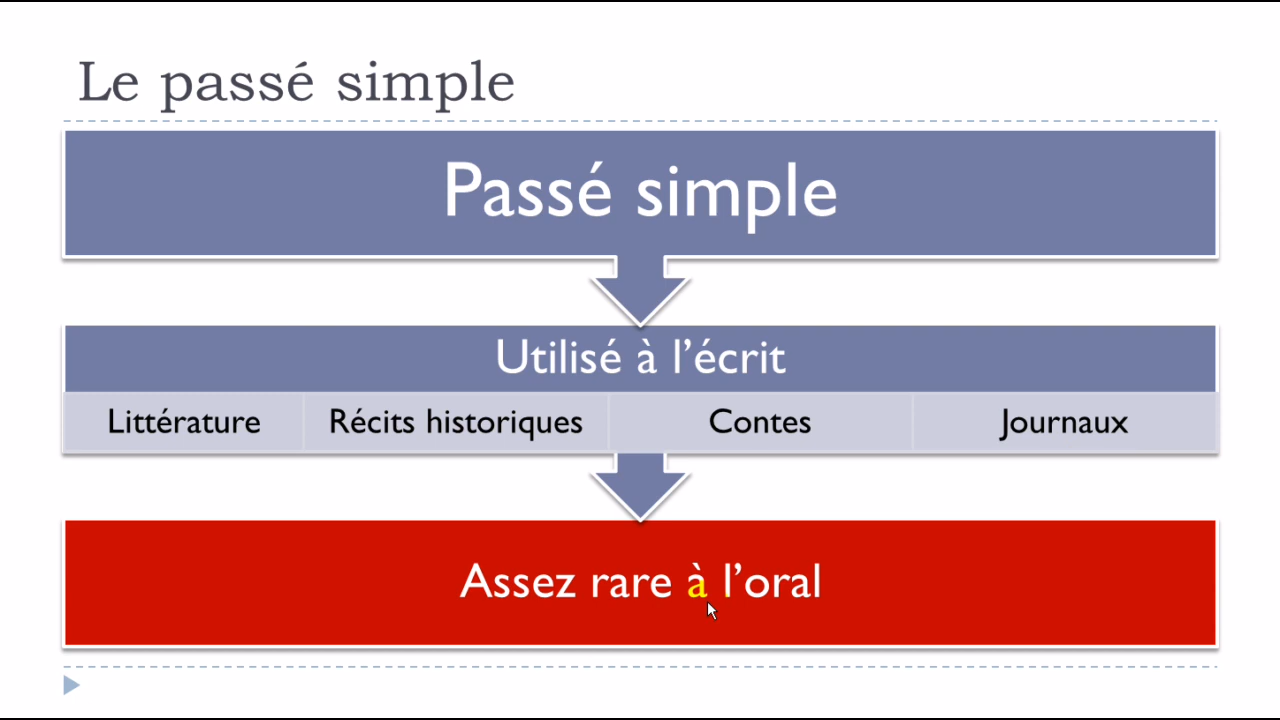 Le passé simple
Passé simple
Utilisé à l’écrit
Littérature
Récits historiques
Contes
Journaux
Assez rare à l’oral